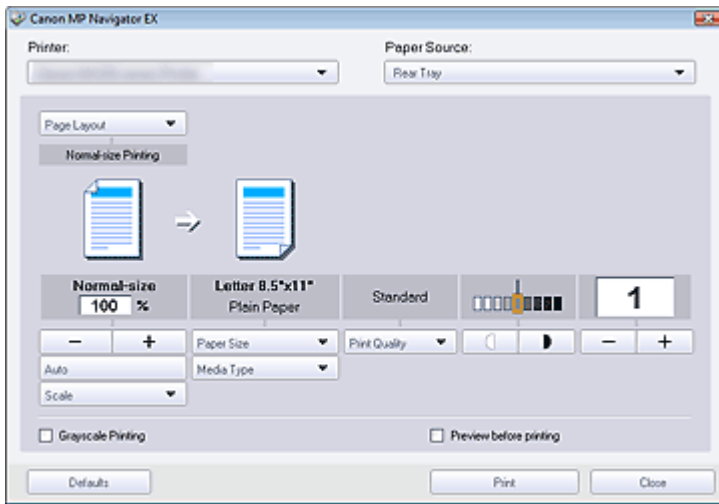 Canon MP Navigator EX
Printer: Paper Source:
Rear Tray
Page Layout
Normal-size Printing
Normal-size Letter 8.5"x11" Standard 1
100 % Plain Paper
- + Paper Size Print Quality - +
Auto Media Type
Scale
Grayscale Printing Preview before printing
Defaults Print Close